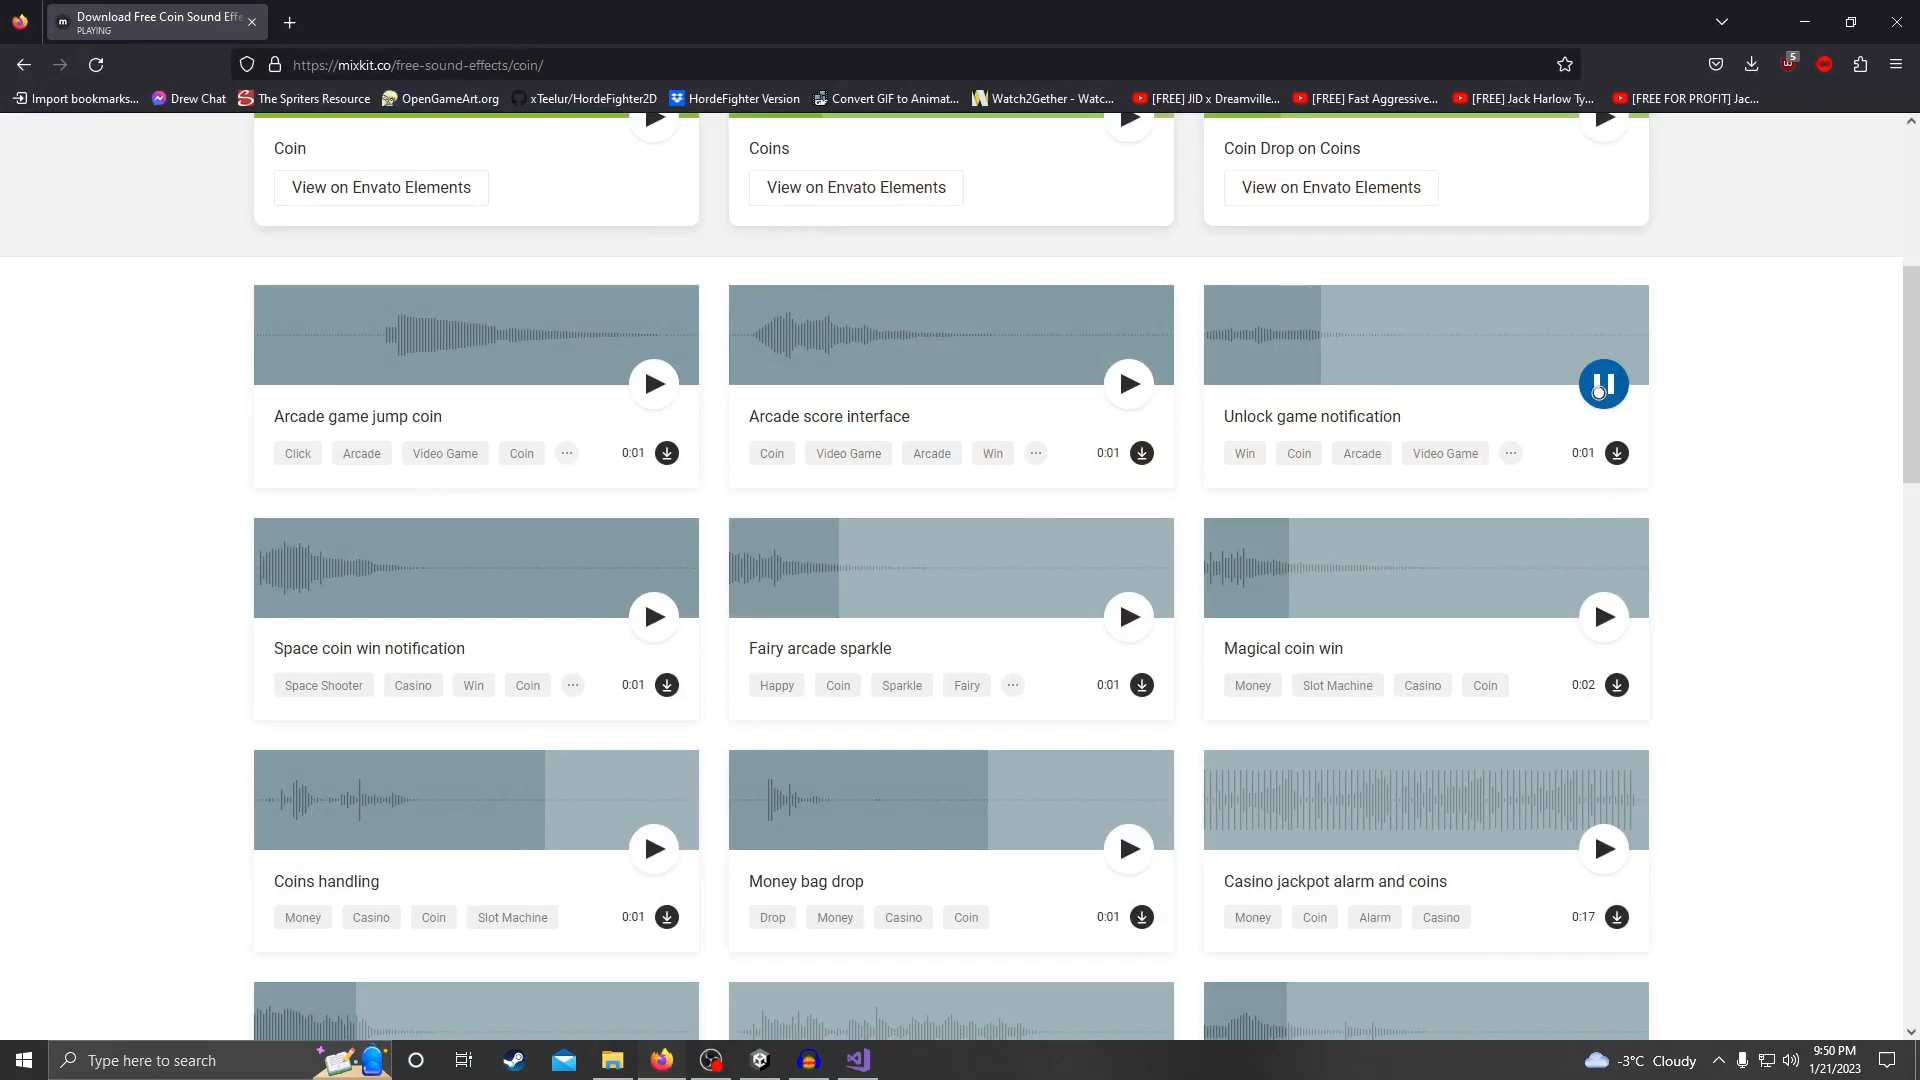 Download Free Coin Sound Effe
PLAYING
https://mixkit.co/free-sound-effects/coin/
5
Import bookmarks...
Drew Chat
The Spriters Resource
OpenGameArt.org
xTeelur/HordeFighter2D
HordeFighter Version
Convert GIF to Animat...
Watch2Gether - Watc...
[FREE] JID x Dreamville...
[FREE] Fast Aggressive...
[FREE] Jack Harlow Ty...
[FREE FOR PROFIT] Jac...
Coin
Coins
Coin Drop on Coins
View on Envato Elements
View on Envato Elements
View on Envato Elements
Arcade game jump coin
Arcade score interface
Unlock game notification
Click Arcade Video Game Coin ... 0:01
Coin Video Game Arcade Win ... 0:01
Win Coin Arcade Video Game ... 0:01
Space coin win notification
Fairy arcade sparkle
Magical coin win
Space Shooter Casino Win Coin ... 0:01
Happy Coin Sparkle Fairy ... 0:01
Money Slot Machine Casino Coin 0:02
Coins handling
Money bag drop
Casino jackpot alarm and coins
Money Casino Coin Slot Machine 0:01
Drop Money Casino Coin 0:01
Money Coin Alarm Casino 0:17
Type here to search
-3°C Cloudy
9:50 PM
1/21/2023